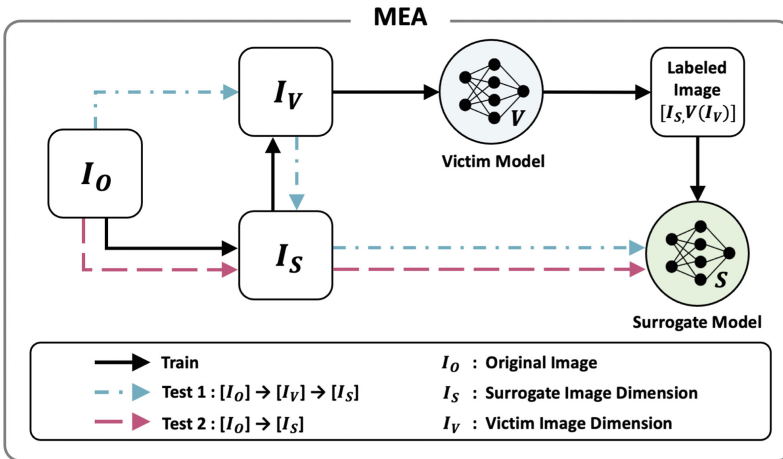 MEA
I_O
I_V
I_S
V
Victim Model
Labeled
Image
[I_S,V(I_V)]
S
Surrogate Model
Train
Test 1 : [I_O] → [I_V] → [I_S]
Test 2 : [I_O] → [I_S]
I_O : Original Image
I_S : Surrogate Image Dimension
I_V : Victim Image Dimension